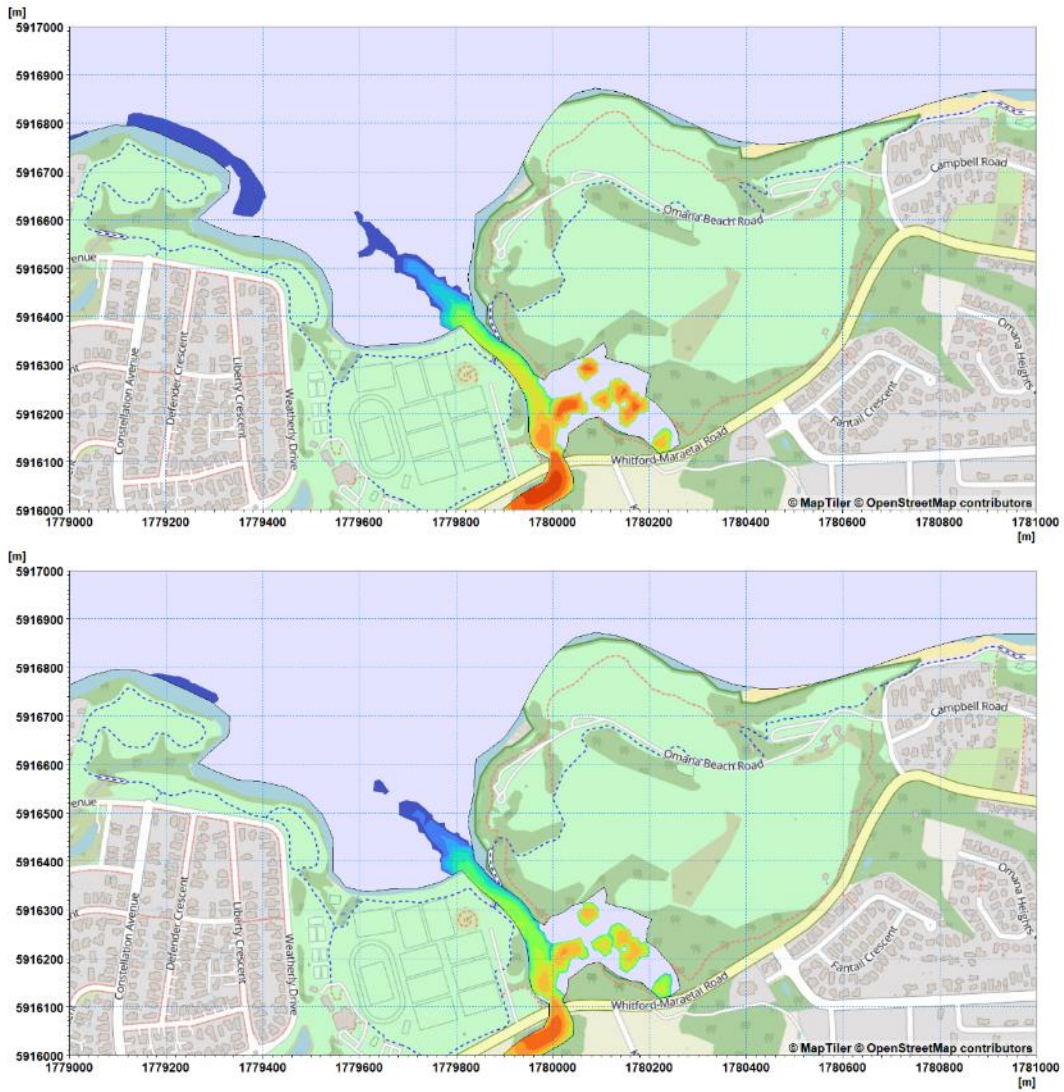 [m]
5917000
5916900
5916800
Campbell Road
5916700
Omana Beach Road
5916600
enue
5916500
Omana Heights
Constellation Avenue
Defender Crescent
Liberty Crescent
Weatherly Drive
5916400
5916300
Fantail Crescent
5916200
Whitford-Maraetai Road
5916100
© MapTiler © OpenStreetMap contributors
5916000
1779000 1779200 1779400 1779600 1779800 1780000 1780200 1780400 1780600 1780800 1781000
[m]
[m]
5917000
5916900
5916800
Campbell Road
5916700
Omana Beach Road
5916600
enue
5916500
Omana Heights
Constellation Avenue
Defender Crescent
Liberty Crescent
Weatherly Drive
5916400
5916300
Fantail Crescent
5916200
Whitford-Maraetai Road
5916100
© MapTiler © OpenStreetMap contributors
5916000
1779000 1779200 1779400 1779600 1779800 1780000 1780200 1780400 1780600 1780800 1781000
[m]